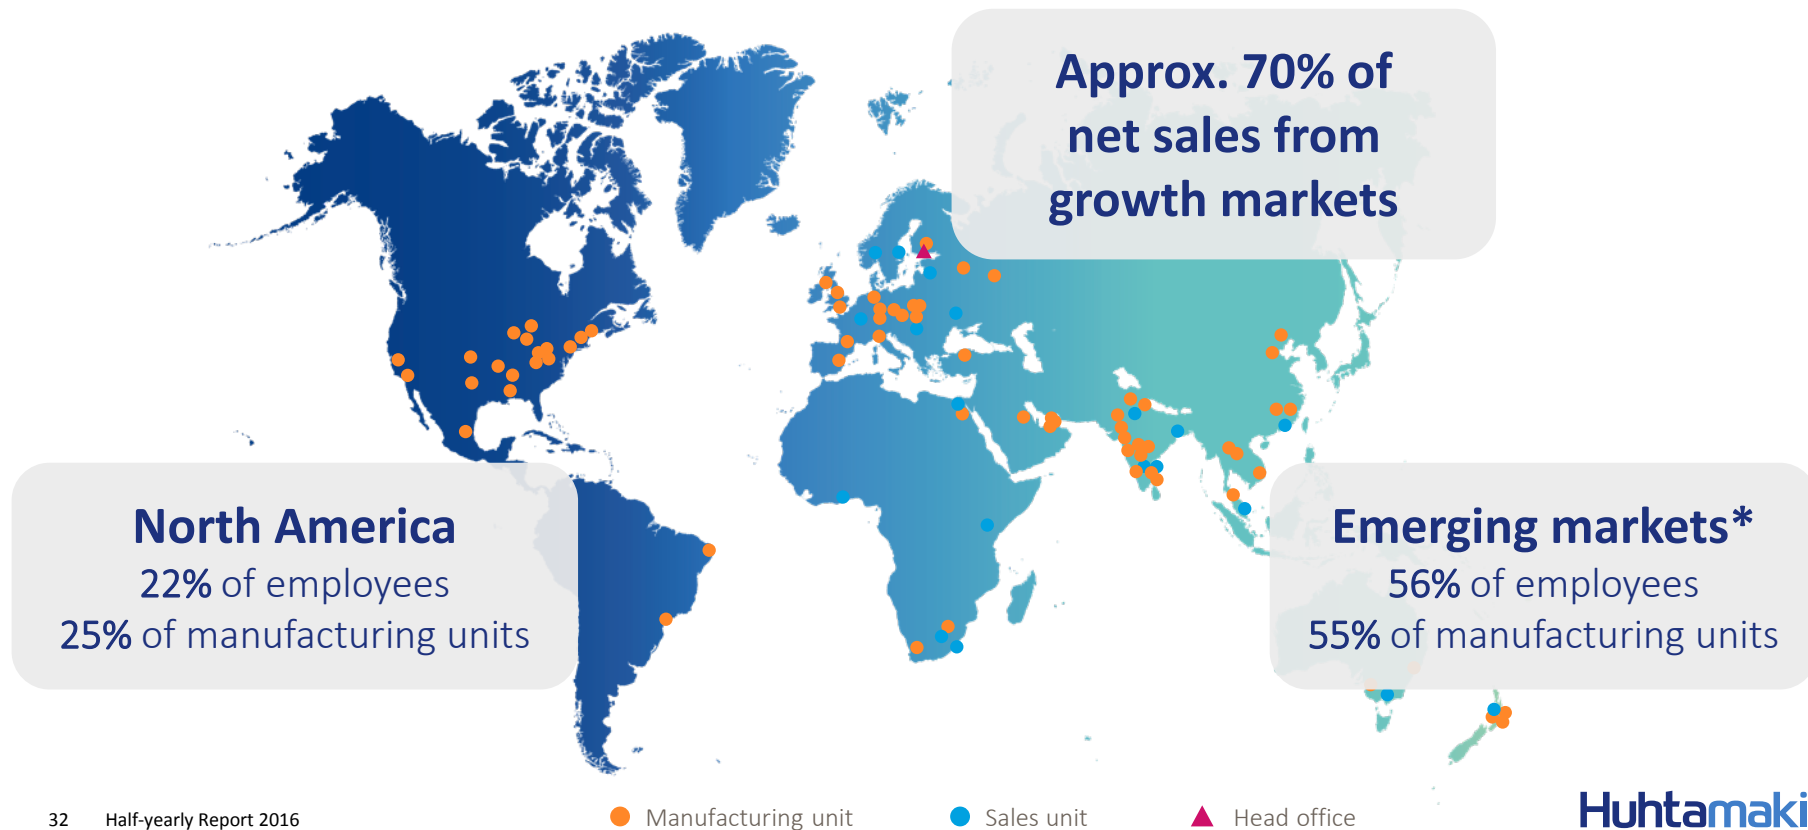 Approx. 70% of
net sales from
growth markets
North America
22% of employees
25% of manufacturing units
Emerging markets*
56% of employees
55% of manufacturing units
32 Half-yearly Report 2016
Manufacturing unit
Sales unit
Head office
Huhtamaki